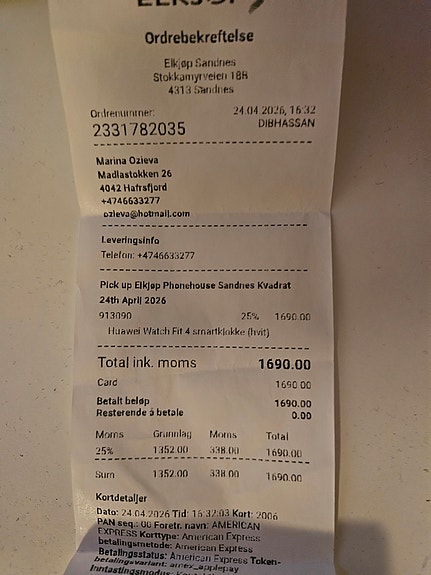 ELKJØP
Ordrebekreftelse
Elkjøp Sandnes
Stokkamyrveien 18B
4313 Sandnes
Ordrenummer: 24.04.2026, 16:32
2331782035 DIBHASSAN
Marina Ozieva
Madlastokken 26
4042 Hafrsfjord
+4746633277
ozieva@hotmail.com
Leveringsinfo
Telefon: +4746633277
Pick up Elkjøp Phonehouse Sandnes Kvadrat
24th April 2026
913090 25% 1690.00
Huawei Watch Fit 4 smartklokke (hvit)
Total ink. moms 1690.00
Card 1690.00
Betalt beløp 1690.00
Resterende å betale 0.00
Moms Grunnlag Moms Total
25% 1352.00 338.00 1690.00
Sum 1352.00 338.00 1690.00
Kortdetaljer
Dato: 24.04.2026 Tid: 16:32:03 Kort: 2006
PAN seq.: 00 Foretr. navn: AMERICAN
EXPRESS Korttype: American Express
betalingsmetode: American Express
Betalingsstatus: American Express Token-
betalingsvariant: amex_applepay
Inntastingsmodus: